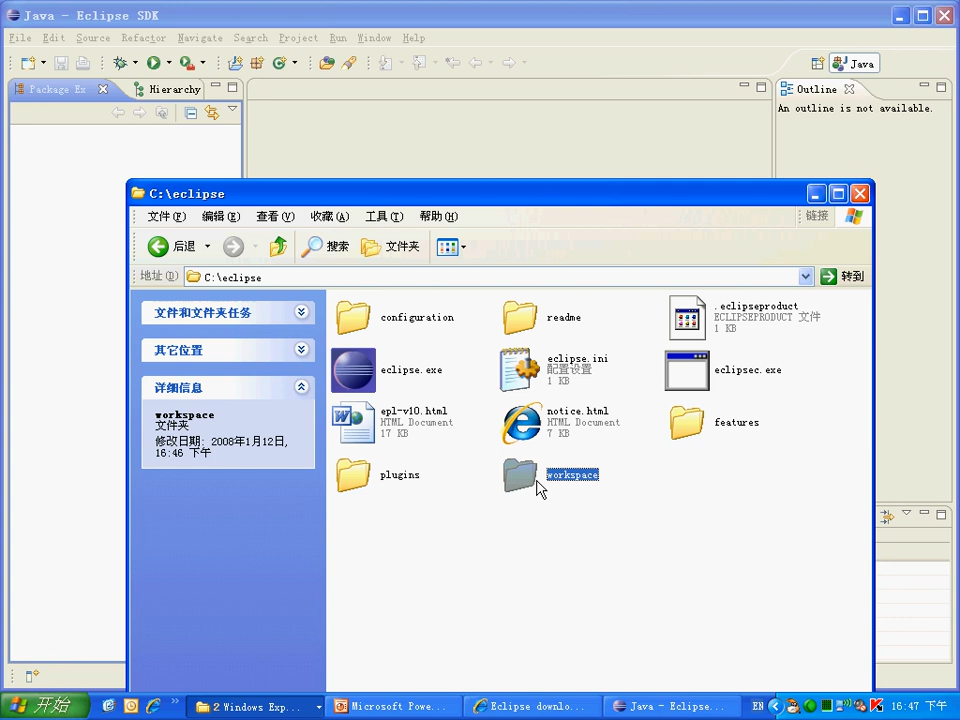 Java - Eclipse SDK
File Edit Source Refactor Navigate Search Project Run Window Help
Java
Package Ex
Hierarchy
Outline
An outline is not available.
C:\eclipse
文件(F) 编辑(E) 查看(V) 收藏(A) 工具(T) 帮助(H)
链接
后退
搜索
文件夹
地址(D)
C:\eclipse
转到
文件和文件夹任务
其它位置
详细信息
workspace
文件夹
修改日期: 2008年1月12日,
16:46 下午
configuration
readme
.eclipseproduct
ECLIPSEPRODUCT 文件
1 KB
eclipse.exe
eclipse.ini
配置设置
1 KB
eclipsec.exe
epl-v10.html
HTML Document
17 KB
notice.html
HTML Document
7 KB
features
plugins
workspace
开始
2 Windows Exp...
Microsoft Powe...
Eclipse downlo...
Java - Eclipse...
EN
16:47 下午